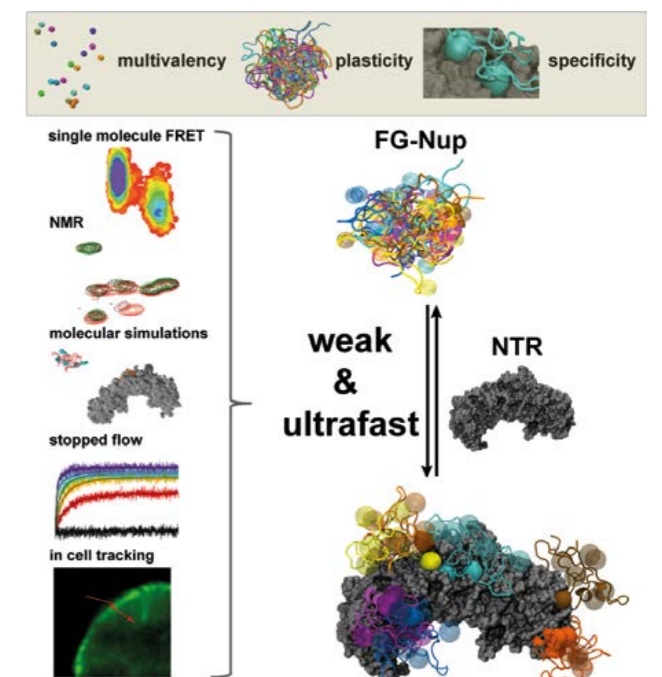 multivalency
plasticity
specificity
single molecule FRET
NMR
molecular simulations
stopped flow
in cell tracking
FG-Nup
weak
&
ultrafast
NTR